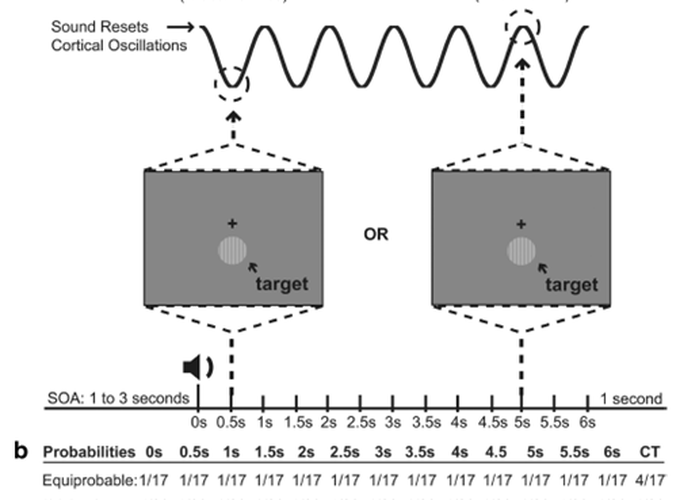 Sound Resets
Cortical Oscillations
+
+
OR
target
target
SOA: 1 to 3 seconds
1 second
0s 0.5s 1s 1.5s 2s 2.5s 3s 3.5s 4s 4.5s 5s 5.5s 6s
b Probabilities 0s 0.5s 1s 1.5s 2s 2.5s 3s 3.5s 4s 4.5 5s 5.5s 6s CT
Equiprobable: 1/17 1/17 1/17 1/17 1/17 1/17 1/17 1/17 1/17 1/17 1/17 1/17 1/17 4/17